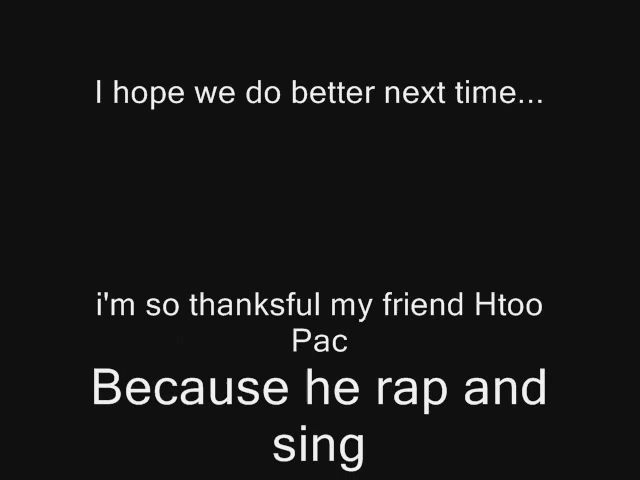 I hope we do better next time...
i'm so thanksful my friend Htoo
Pac
Because he rap and
sing